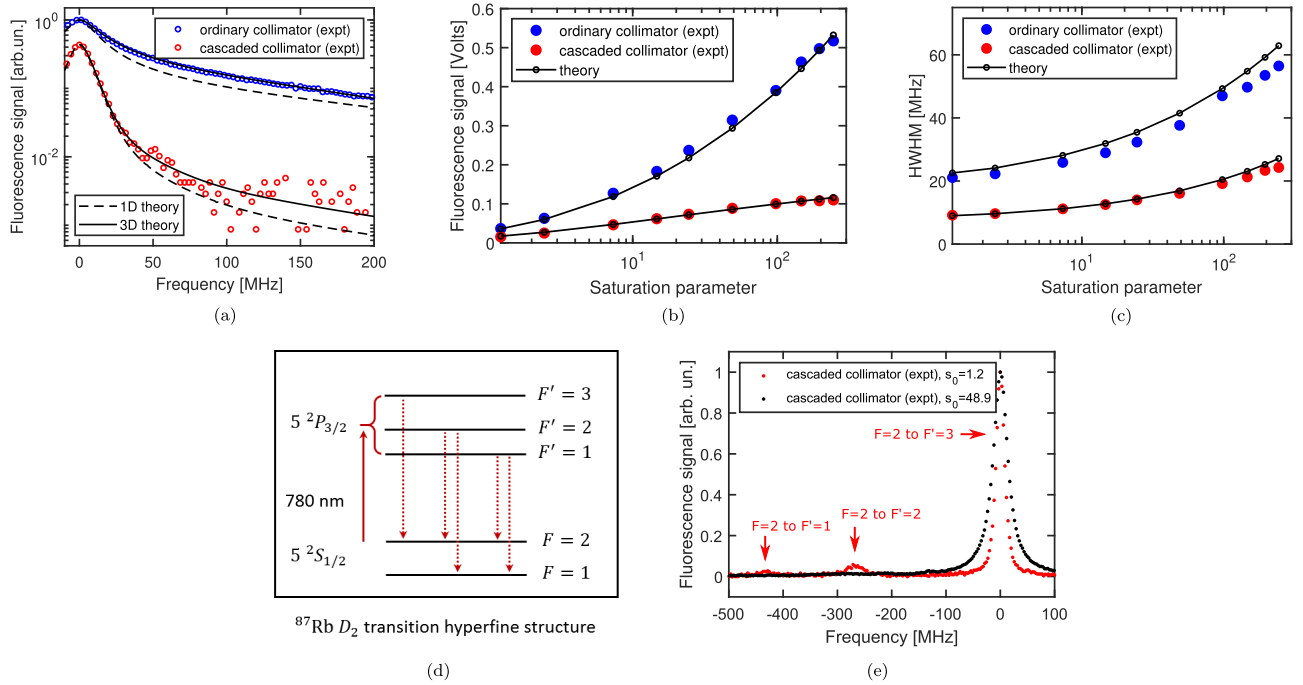 (a)
Fluorescence signal [arb.un.]
10^0
10^-2
ordinary collimator (expt)
cascaded collimator (expt)
1D theory
3D theory
0 50 100 150 200
Frequency [MHz]
(a)
(b)
Fluorescence signal [Volts]
0.6
0.5
0.4
0.3
0.2
0.1
0
ordinary collimator (expt)
cascaded collimator (expt)
theory
10^1 10^2
Saturation parameter
(b)
(c)
HWHM [MHz]
60
40
20
0
ordinary collimator (expt)
cascaded collimator (expt)
theory
10^1 10^2
Saturation parameter
(c)
F′ = 3
5 ²P₃/₂
F′ = 2
F′ = 1
780 nm
F = 2
5 ²S₁/₂
F = 1
⁸⁷Rb D₂ transition hyperfine structure
(d)
(e)
Fluorescence signal [arb. un.]
1
0.8
0.6
0.4
0.2
0
cascaded collimator (expt), s₀=1.2
cascaded collimator (expt), s₀=48.9
F=2 to F'=3
F=2 to F'=2
F=2 to F'=1
-500 -400 -300 -200 -100 0 100
Frequency [MHz]
(e)